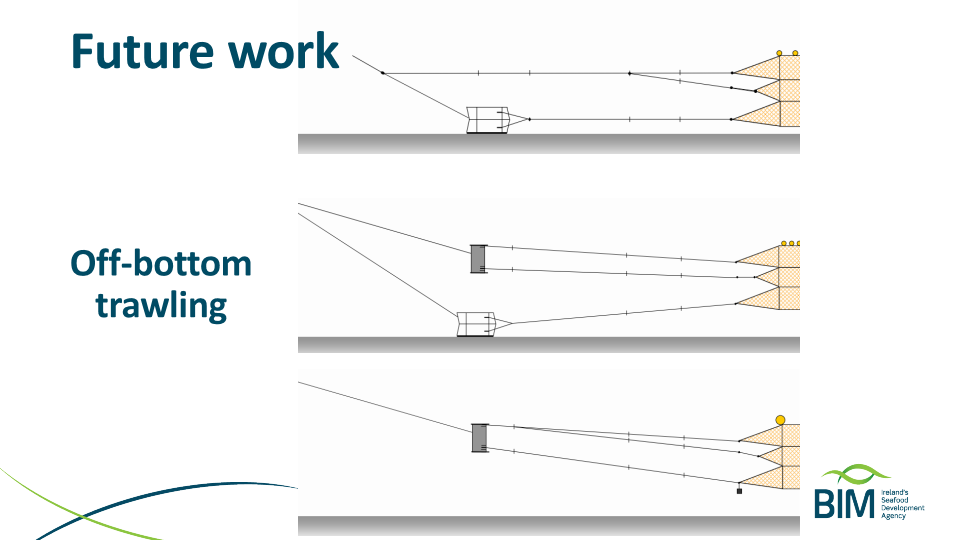 Future work
Off-bottom
trawling
BIM
Ireland's
Seafood
Development
Agency